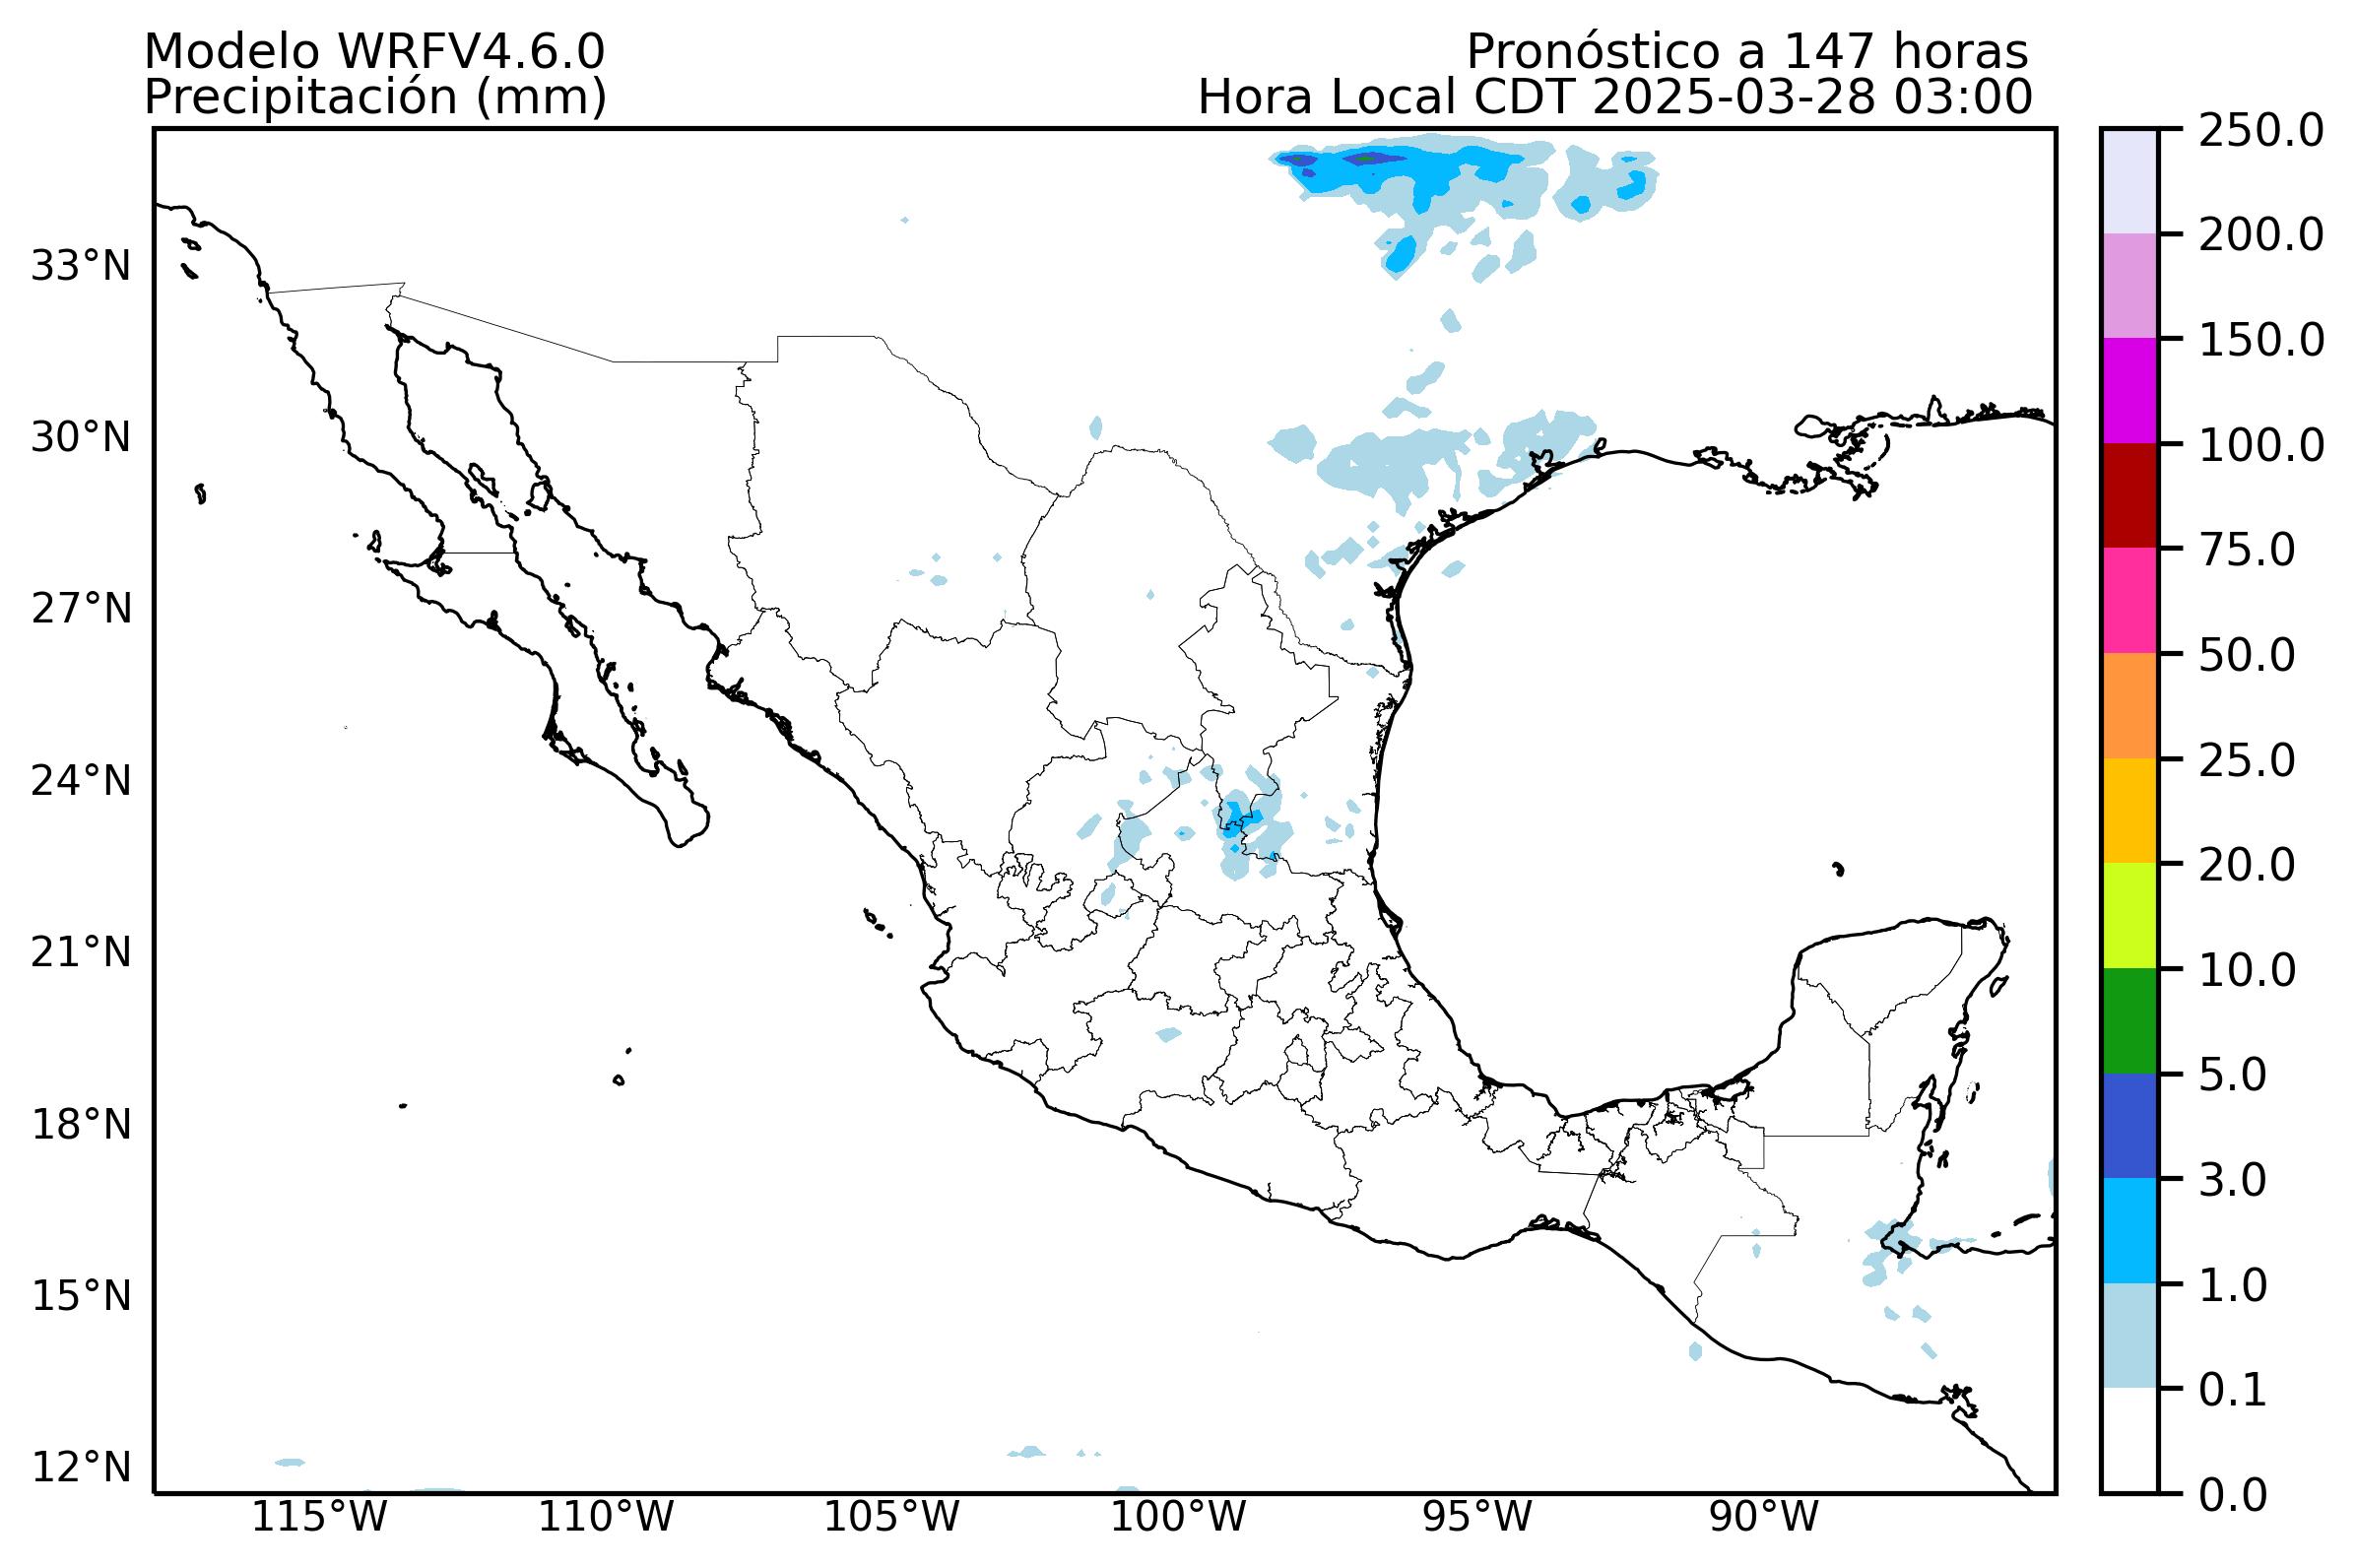 Modelo WRFV4.6.0
Precipitación (mm)
Pronóstico a 147 horas
Hora Local CDT 2025-03-28 03:00
33°N
30°N
27°N
24°N
21°N
18°N
15°N
12°N
115°W
110°W
105°W
100°W
95°W
90°W
250.0
200.0
150.0
100.0
75.0
50.0
25.0
20.0
10.0
5.0
3.0
1.0
0.1
0.0